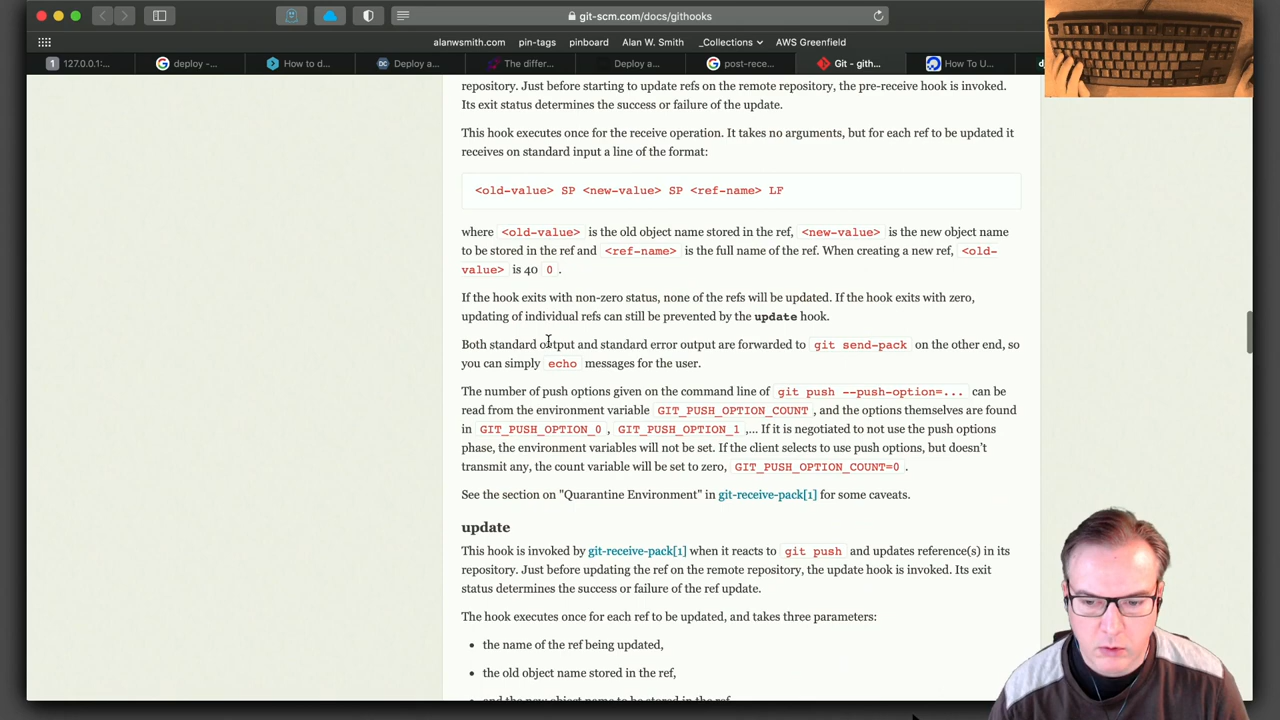 git-scm.com/docs/githooks
alanwsmith.com pin-tags pinboard Alan W. Smith _Collections AWS Greenfield
1 127.0.0.1:... deploy -... How to d... Deploy a... The differ... Deploy a... post-rece... Git - gith... How To U...
repository. Just before starting to update refs on the remote repository, the pre-receive hook is invoked.
Its exit status determines the success or failure of the update.
This hook executes once for the receive operation. It takes no arguments, but for each ref to be updated it
receives on standard input a line of the format:
<old-value> SP <new-value> SP <ref-name> LF
where <old-value> is the old object name stored in the ref, <new-value> is the new object name
to be stored in the ref and <ref-name> is the full name of the ref. When creating a new ref, <old-
value> is 40 0 .
If the hook exits with non-zero status, none of the refs will be updated. If the hook exits with zero,
updating of individual refs can still be prevented by the update hook.
Both standard output and standard error output are forwarded to git send-pack on the other end, so
you can simply echo messages for the user.
The number of push options given on the command line of git push --push-option=... can be
read from the environment variable GIT_PUSH_OPTION_COUNT , and the options themselves are found
in GIT_PUSH_OPTION_0 , GIT_PUSH_OPTION_1 ,... If it is negotiated to not use the push options
phase, the environment variables will not be set. If the client selects to use push options, but doesn't
transmit any, the count variable will be set to zero, GIT_PUSH_OPTION_COUNT=0 .
See the section on "Quarantine Environment" in git-receive-pack[1] for some caveats.
update
This hook is invoked by git-receive-pack[1] when it reacts to git push and updates reference(s) in its
repository. Just before updating the ref on the remote repository, the update hook is invoked. Its exit
status determines the success or failure of the ref update.
The hook executes once for each ref to be updated, and takes three parameters:
• the name of the ref being updated,
• the old object name stored in the ref,
• and the new object name to be stored in the ref.